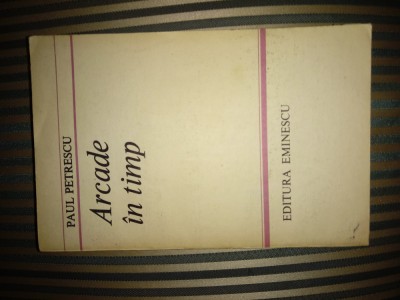 PAUL PETRESCU
Arcade
în timp
EDITURA EMINESCU